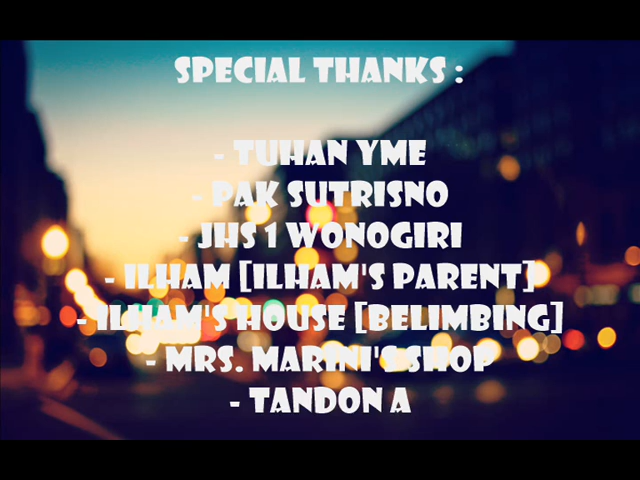 SPECIAL THANKS :
- TUHAN YME
- PAK SUTRISNO
- JHS 1 WONOGIRI
- ILHAM [ILHAM'S PARENT]
- ILHAM'S HOUSE [BELIMBING]
- MRS. MARINI'S SHOP
- TANDON A